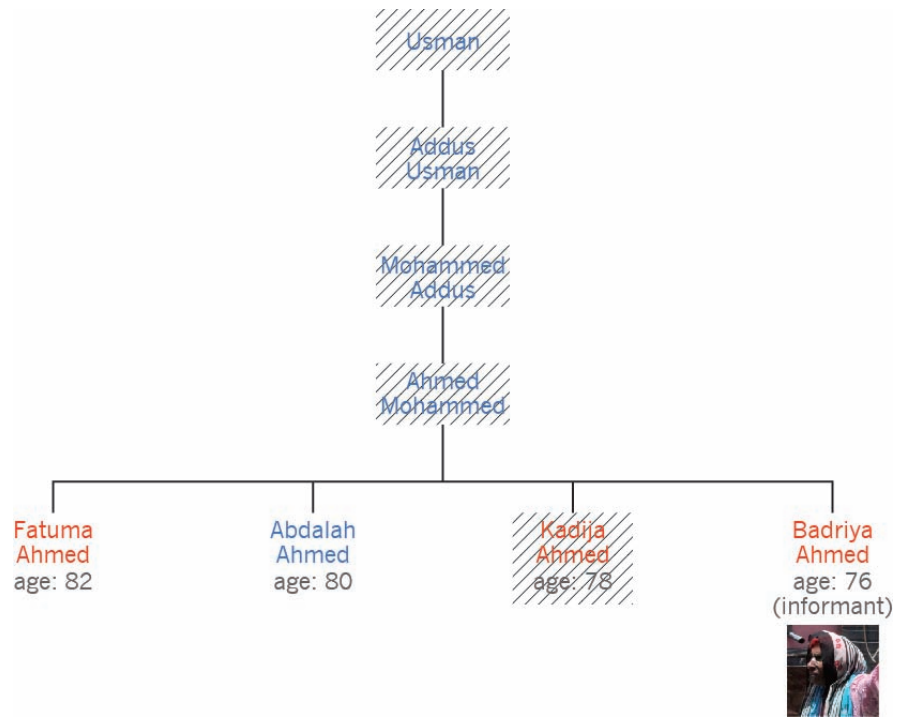 Usman
Addus
Usman
Mohammed
Addus
Ahmed
Mohammed
Fatuma
Ahmed
age: 82
Abdalah
Ahmed
age: 80
Kadija
Ahmed
age: 78
Badriya
Ahmed
age: 76
(informant)